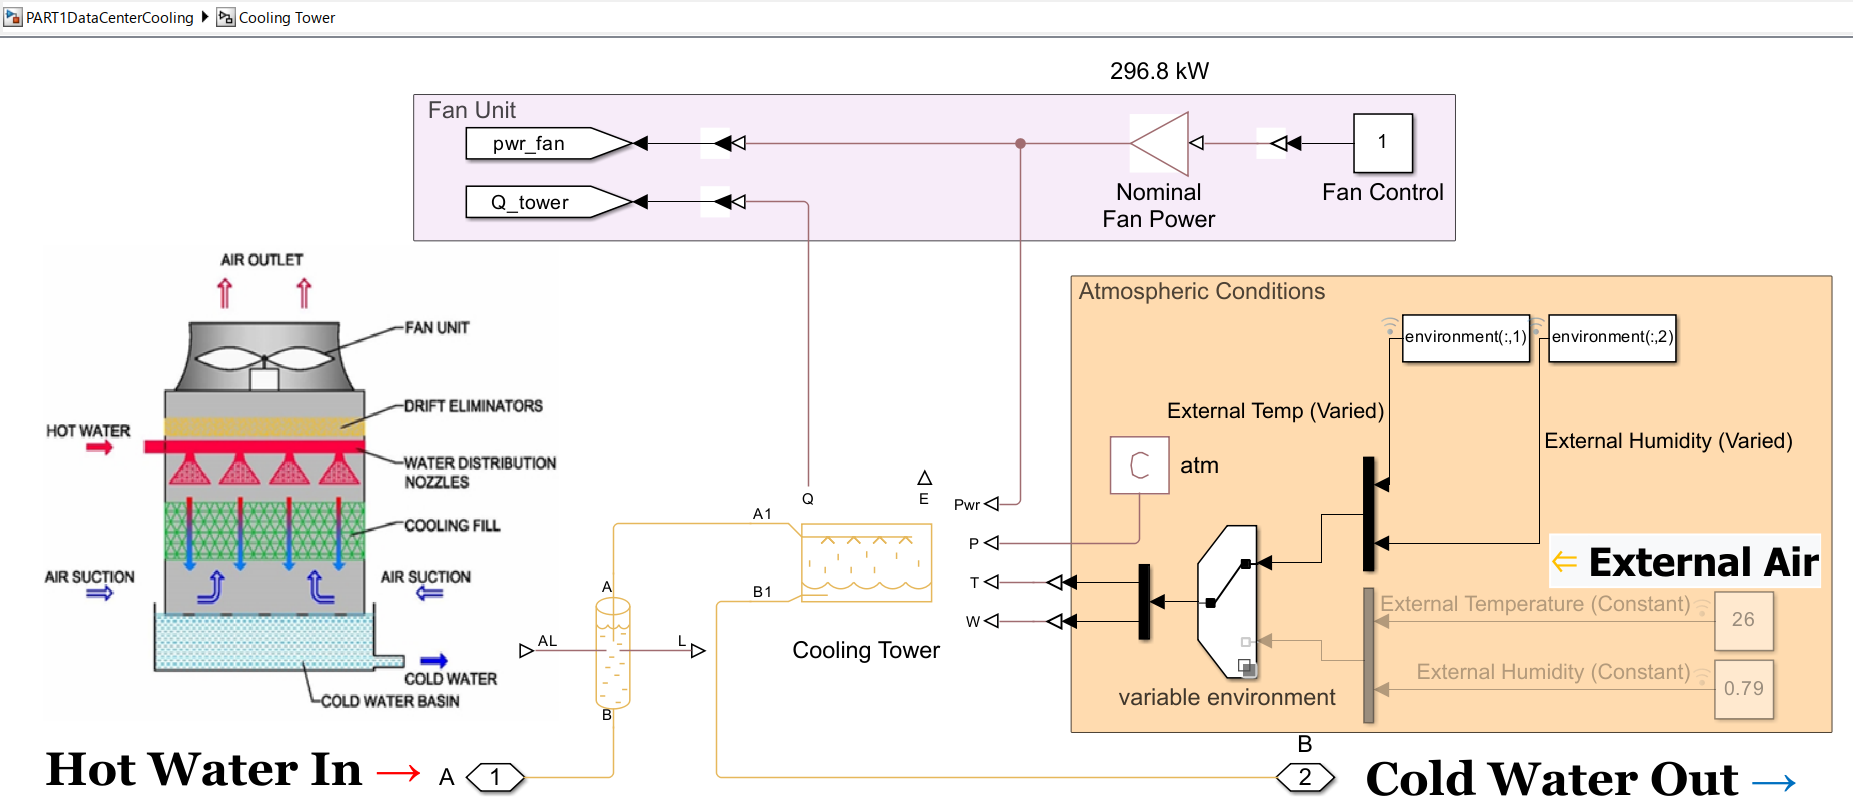 PART1DataCenterCooling Cooling Tower
296.8 kW
Fan Unit
pwr_fan
1
Nominal
Fan Power
Fan Control
Q_tower
AIR OUTLET
FAN UNIT
DRIFT ELIMINATORS
HOT WATER
WATER DISTRIBUTION
NOZZLES
COOLING FILL
AIR SUCTION
AIR SUCTION
COLD WATER
COLD WATER BASIN
Atmospheric Conditions
environment(:,1)
environment(:,2)
External Temp (Varied)
External Humidity (Varied)
C
atm
Q
E
Pwr
P
T
W
A1
B1
A
AL
L
B
Cooling Tower
⇐ External Air
External Temperature (Constant)
26
External Humidity (Constant)
0.79
variable environment
Hot Water In →
A
1
B
2
Cold Water Out →